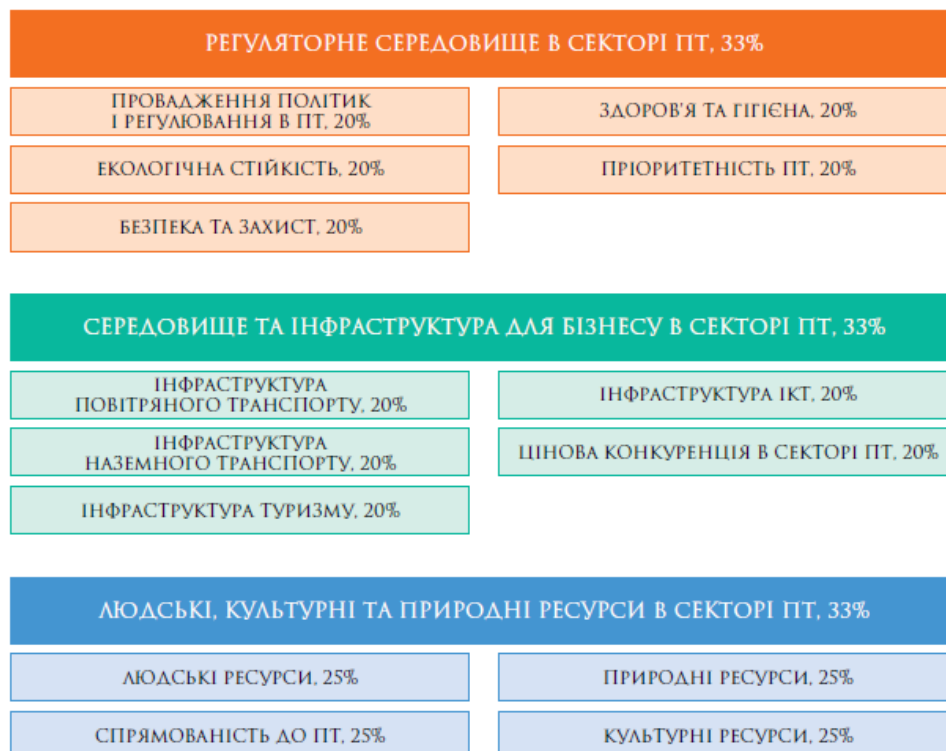 РЕГУЛЯТОРНЕ СЕРЕДОВИЩЕ В СЕКТОРІ ПТ, 33%
ПРОВАДЖЕННЯ ПОЛІТИК
І РЕГУЛЮВАННЯ В ПТ, 20%
ЗДОРОВ'Я ТА ГІГІЄНА, 20%
ЕКОЛОГІЧНА СТІЙКІСТЬ, 20%
ПРІОРИТЕТНІСТЬ ПТ, 20%
БЕЗПЕКА ТА ЗАХИСТ, 20%
СЕРЕДОВИЩЕ ТА ІНФРАСТРУКТУРА ДЛЯ БІЗНЕСУ В СЕКТОРІ ПТ, 33%
ІНФРАСТРУКТУРА
ПОВІТРЯНОГО ТРАНСПОРТУ, 20%
ІНФРАСТРУКТУРА ІКТ, 20%
ІНФРАСТРУКТУРА
НАЗЕМНОГО ТРАНСПОРТУ, 20%
ЦІНОВА КОНКУРЕНЦІЯ В СЕКТОРІ ПТ, 20%
ІНФРАСТРУКТУРА ТУРИЗМУ, 20%
ЛЮДСЬКІ, КУЛЬТУРНІ ТА ПРИРОДНІ РЕСУРСИ В СЕКТОРІ ПТ, 33%
ЛЮДСЬКІ РЕСУРСИ, 25%
ПРИРОДНІ РЕСУРСИ, 25%
СПРЯМОВАНІСТЬ ДО ПТ, 25%
КУЛЬТУРНІ РЕСУРСИ, 25%